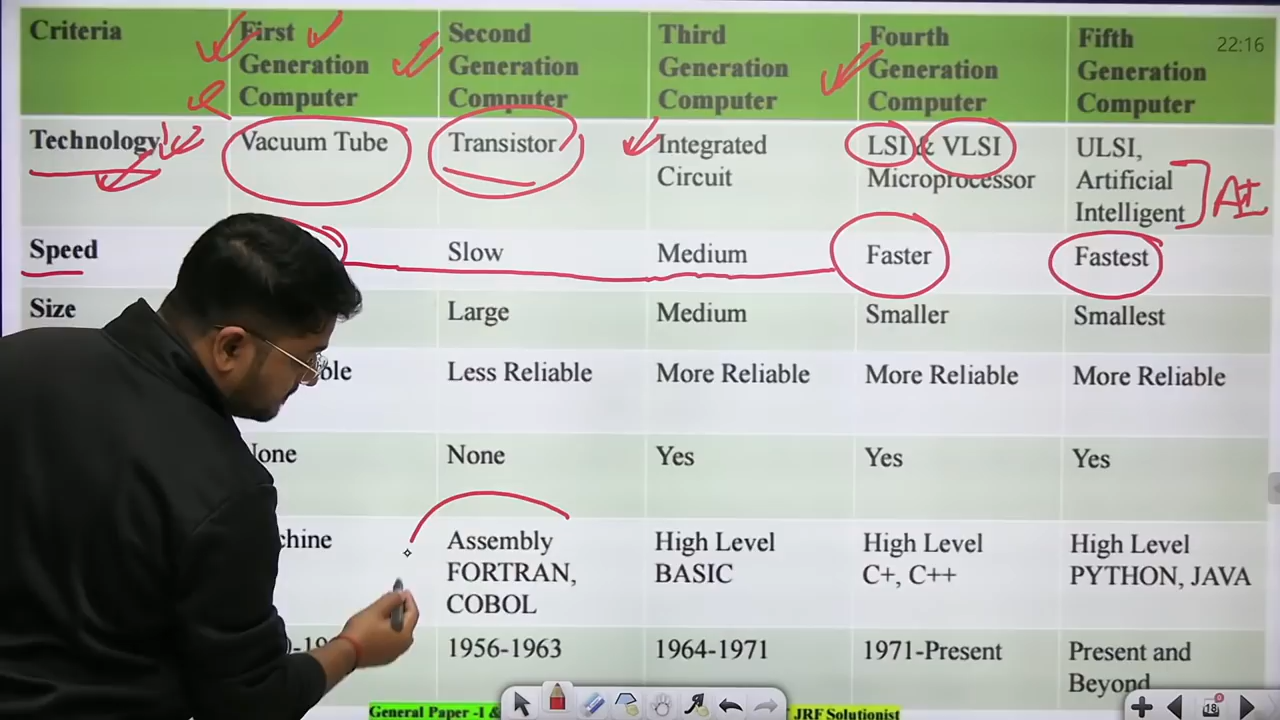 Criteria
First
Generation
Computer
Second
Generation
Computer
Third
Generation
Computer
Fourth
Generation
Computer
Fifth
Generation
Computer
22:16
Technology
Vacuum Tube
Transistor
Integrated
Circuit
LSI & VLSI
Microprocessor
ULSI,
Artificial
Intelligent
AI
Speed
Slow
Medium
Faster
Fastest
Size
Large
Medium
Smaller
Smallest
Less Reliable
More Reliable
More Reliable
More Reliable
None
None
Yes
Yes
Yes
chine
Assembly
FORTRAN,
COBOL
High Level
BASIC
High Level
C+, C++
High Level
PYTHON, JAVA
1956-1963
1964-1971
1971-Present
Present and
Beyond
General Paper -I &
JRF Solutionist
18